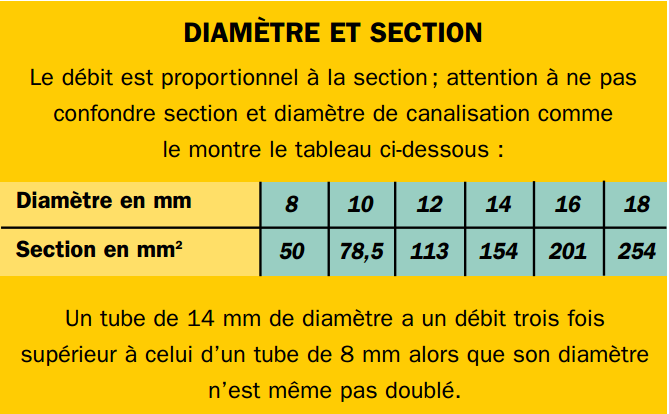 DIAMÈTRE ET SECTION
Le débit est proportionnel à la section ; attention à ne pas
confondre section et diamètre de canalisation comme
le montre le tableau ci-dessous :
Diamètre en mm 8 10 12 14 16 18
Section en mm² 50 78,5 113 154 201 254
Un tube de 14 mm de diamètre a un débit trois fois
supérieur à celui d’un tube de 8 mm alors que son diamètre
n’est même pas doublé.